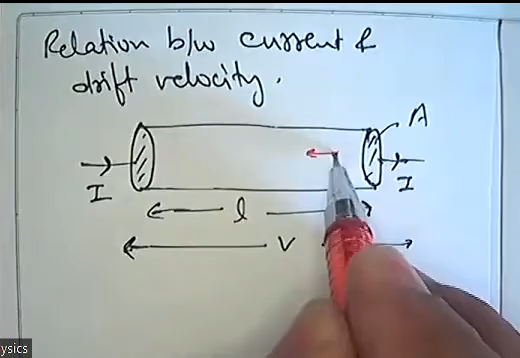 Relation b/w current &
drift velocity.
A
I
I
l
V
ysics